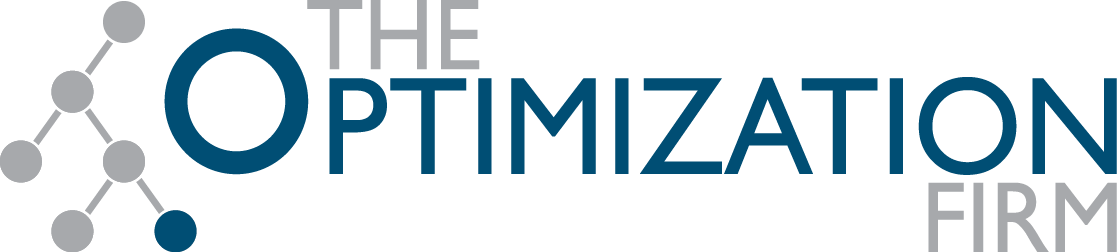 THE
OPTIMIZATION
FIRM